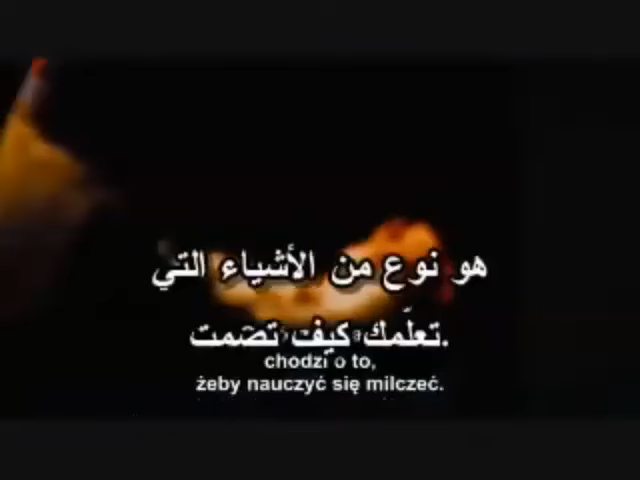 هو نوع من الأشياء التي
تعلّمك كيف تصمت.
chodzi o to,
żeby nauczyć się milczeć.